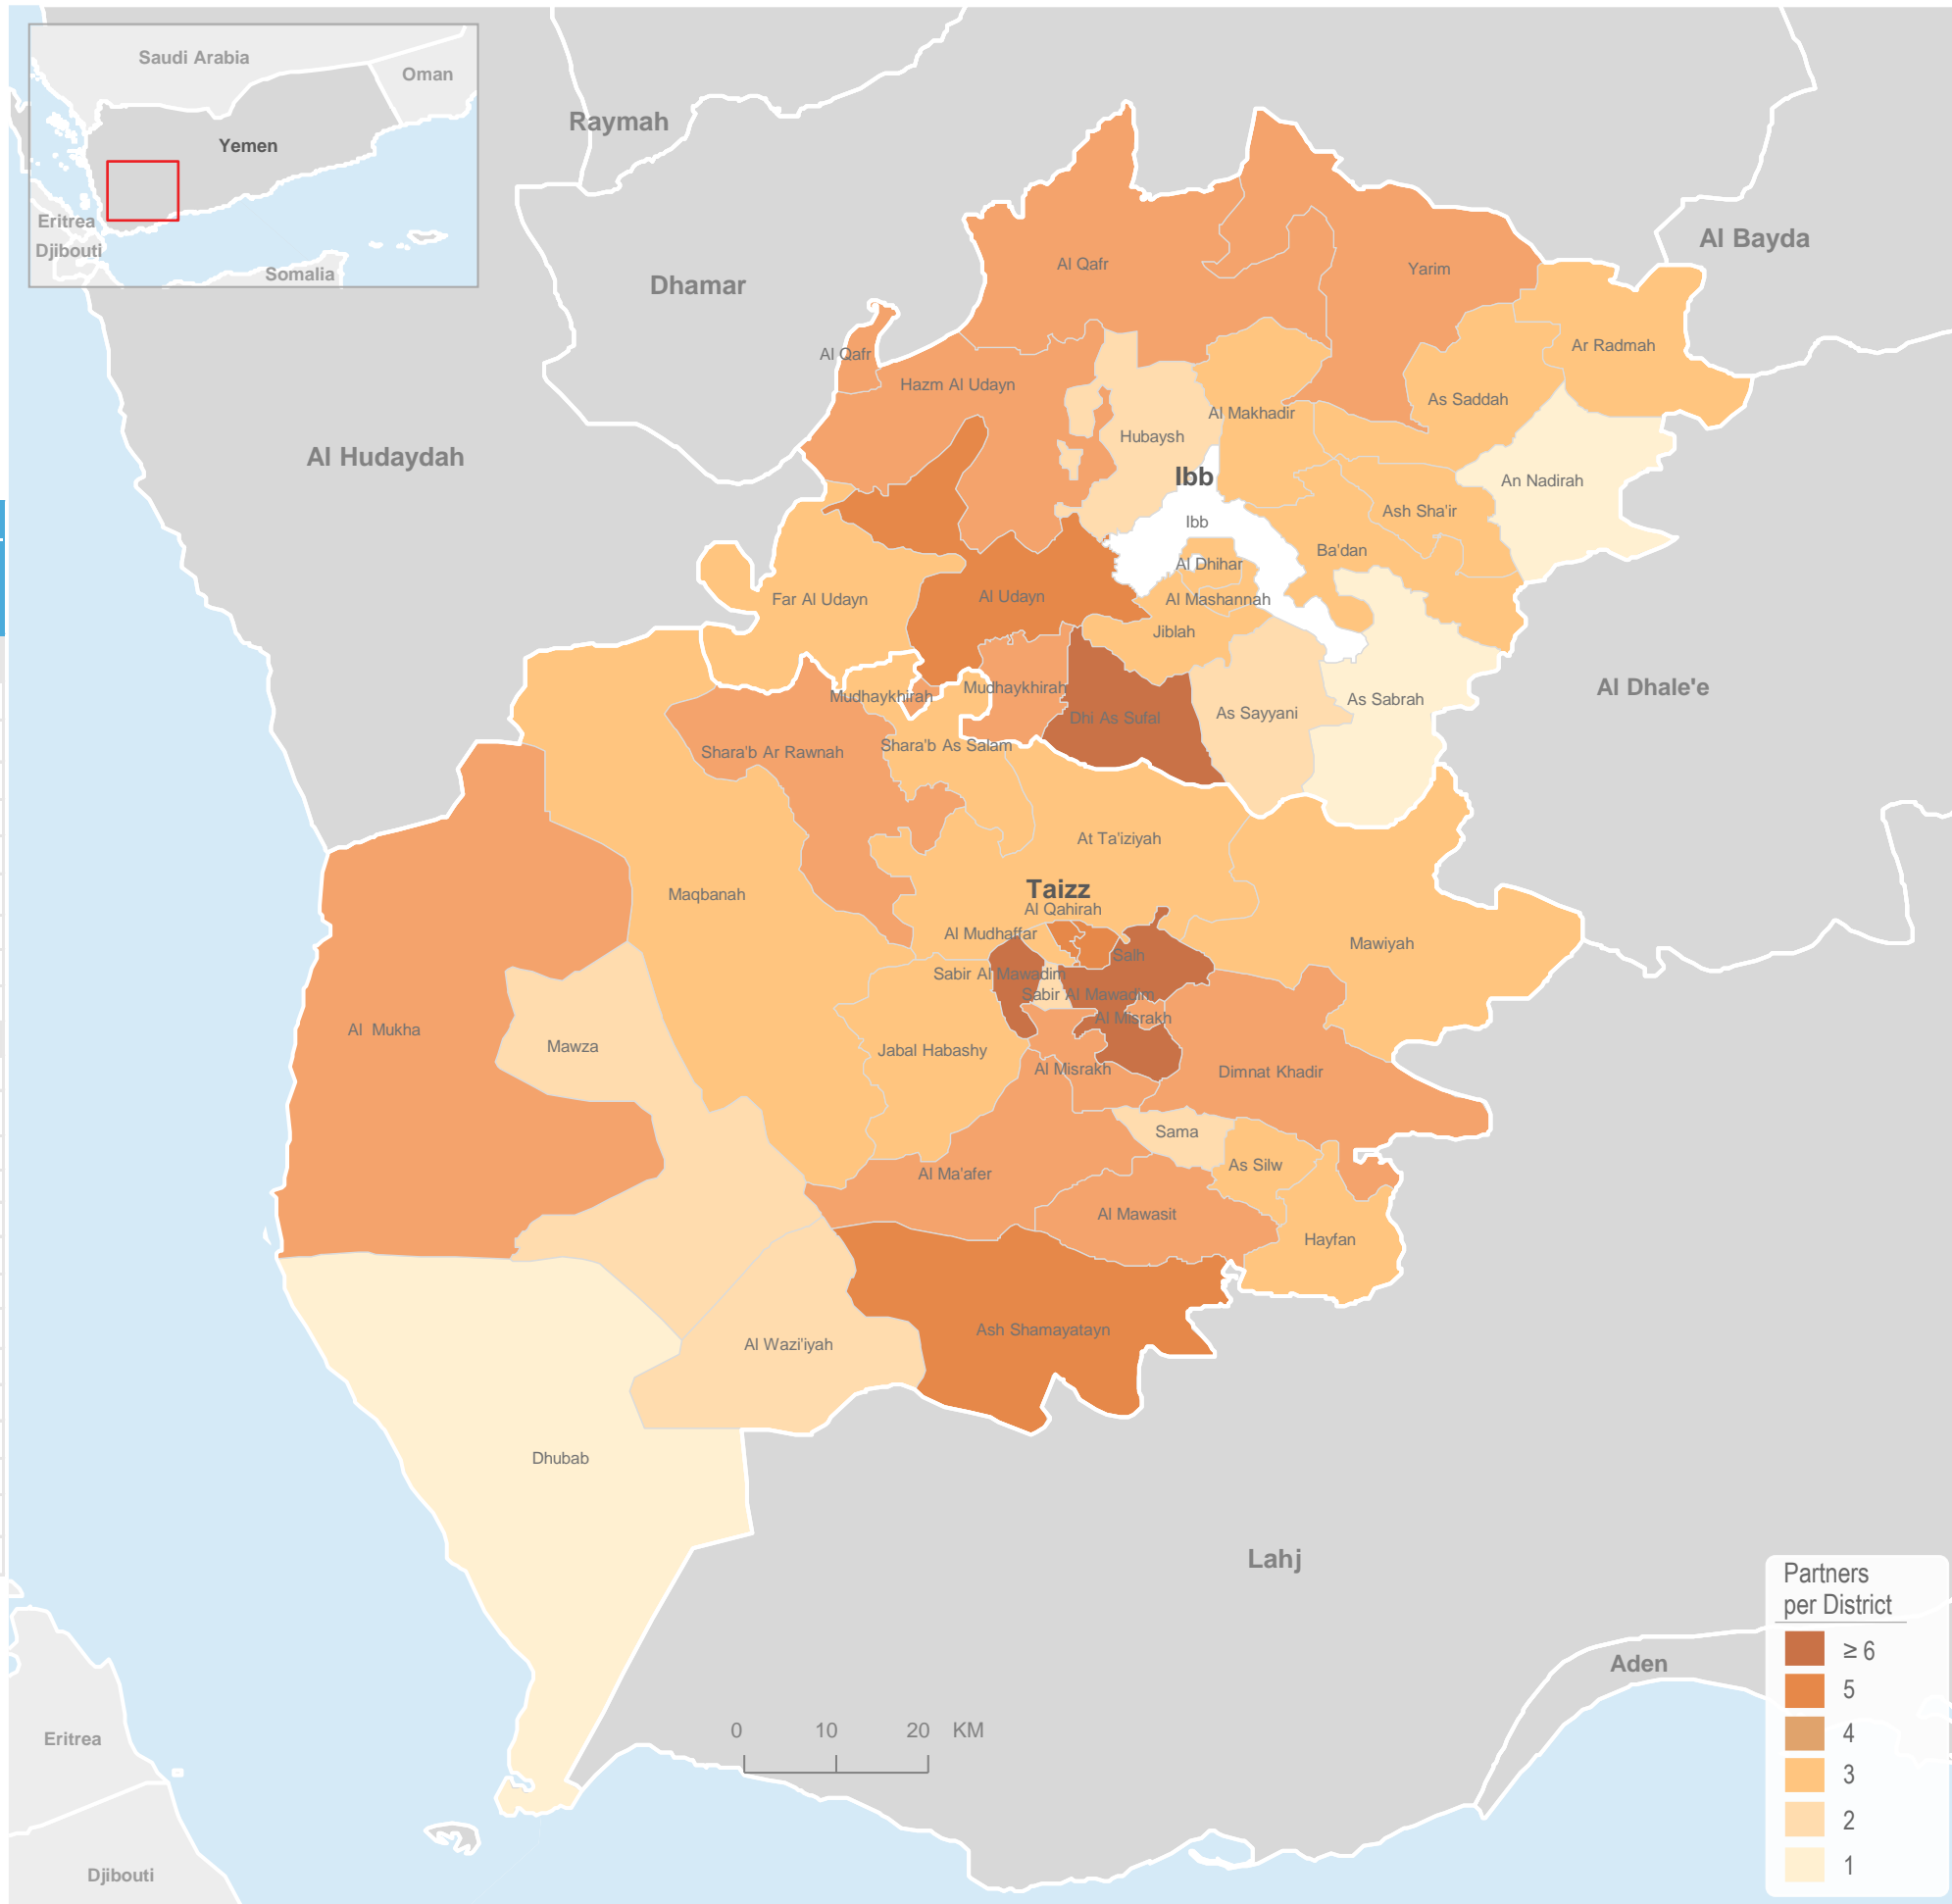 Saudi Arabia
Oman
Yemen
Eritrea
Djibouti
Somalia
Raymah
Dhamar
Al Bayda
Al Hudaydah
Al Qafr
Yarim
Al Qafr
Ar Radmah
Hazm Al Udayn
As Saddah
Al Makhadir
Hubaysh
Ibb
An Nadirah
Ash Sha'ir
Ibb
Ba'dan
Al Dhihar
Far Al Udayn
Al Udayn
Al Mashannah
Jiblah
Al Dhale'e
Mudhaykhirah
Mudhaykhirah
As Sabrah
As Sayyani
Dhi As Sufal
Shara'b Ar Rawnah
Shara'b As Salam
At Ta'iziyah
Maqbanah
Taizz
Al Qahirah
Al Mudhaffar
Mawiyah
Salh
Sabir Al Mawadim
Sabir Al Mawadim
Al Misrakh
Al Mukha
Mawza
Jabal Habashy
Al Misrakh
Dimnat Khadir
Sama
As Silw
Al Ma'afer
Al Mawasit
Hayfan
Ash Shamayatayn
Al Wazi'iyah
Dhubab
Lahj
Aden
Eritrea
Djibouti
0 10 20 KM
Partners
per District
≥ 6
5
4
3
2
1